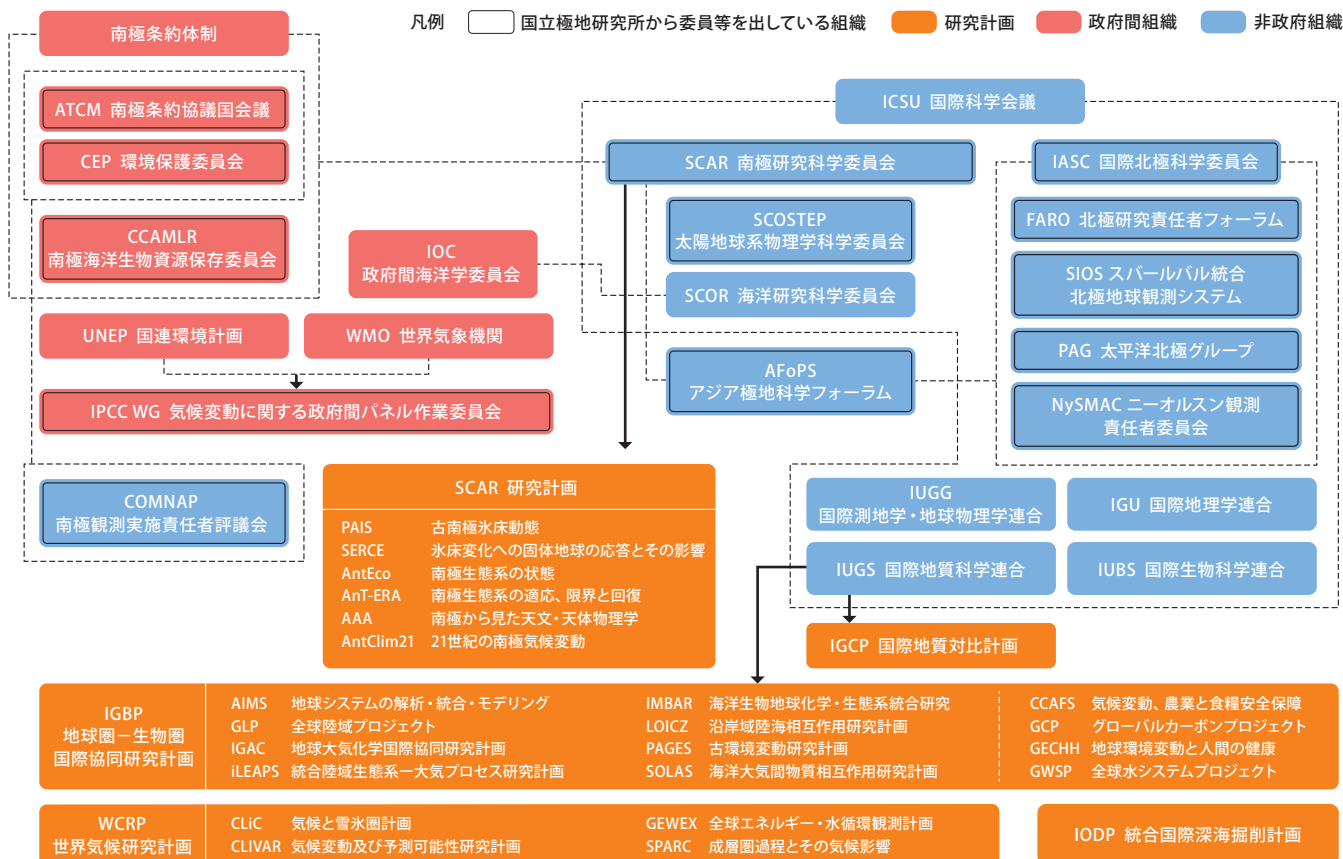 凡例 国立極地研究所から委員等を出している組織 研究計画 政府間組織 非政府組織
南極条約体制
ATCM 南極条約協議国会議
CEP 環境保護委員会
CCAMLR
南極海洋生物資源保存委員会
IOC
政府間海洋学委員会
UNEP 国連環境計画
WMO 世界気象機関
IPCC WG 気候変動に関する政府間パネル作業委員会
COMNAP
南極観測実施責任者評議会
ICSU 国際科学会議
SCAR 南極研究科学委員会
SCOSTEP
太陽地球系物理学科学委員会
SCOR 海洋研究科学委員会
AFoPS
アジア極地科学フォーラム
IASC 国際北極科学委員会
FARO 北極研究責任者フォーラム
SIOS スバールバル統合
北極地球観測システム
PAG 太平洋北極グループ
NySMAC ニーオルスン観測
責任者委員会
IUGG
国際測地学・地球物理学連合
IGU 国際地理学連合
IUGS 国際地質科学連合
IUBS 国際生物科学連合
IGCP 国際地質対比計画
SCAR 研究計画
PAIS 古南極氷床動態
SERCE 氷床変化への固体地球の応答とその影響
AntEco 南極生態系の状態
AnT-ERA 南極生態系の適応、限界と回復
AAA 南極から見た天文・天体物理学
AntClim21 21世紀の南極気候変動
IGBP
地球圏－生物圏
国際協同研究計画
AIMS 地球システムの解析・統合・モデリング
GLP 全球陸域プロジェクト
IGAC 地球大気化学国際協同研究計画
iLEAPS 統合陸域生態系ー大気プロセス研究計画
IMBAR 海洋生物地球化学・生態系統合研究
LOICZ 沿岸域陸海相互作用研究計画
PAGES 古環境変動研究計画
SOLAS 海洋大気間物質相互作用研究計画
CCAFS 気候変動、農業と食糧安全保障
GCP グローバルカーボンプロジェクト
GECHH 地球環境変動と人間の健康
GWSP 全球水システムプロジェクト
WCRP
世界気候研究計画
CLiC 気候と雪氷圏計画
CLIVAR 気候変動及び予測可能性研究計画
GEWEX 全球エネルギー・水循環観測計画
SPARC 成層圏過程とその気候影響
IODP 統合国際深海掘削計画